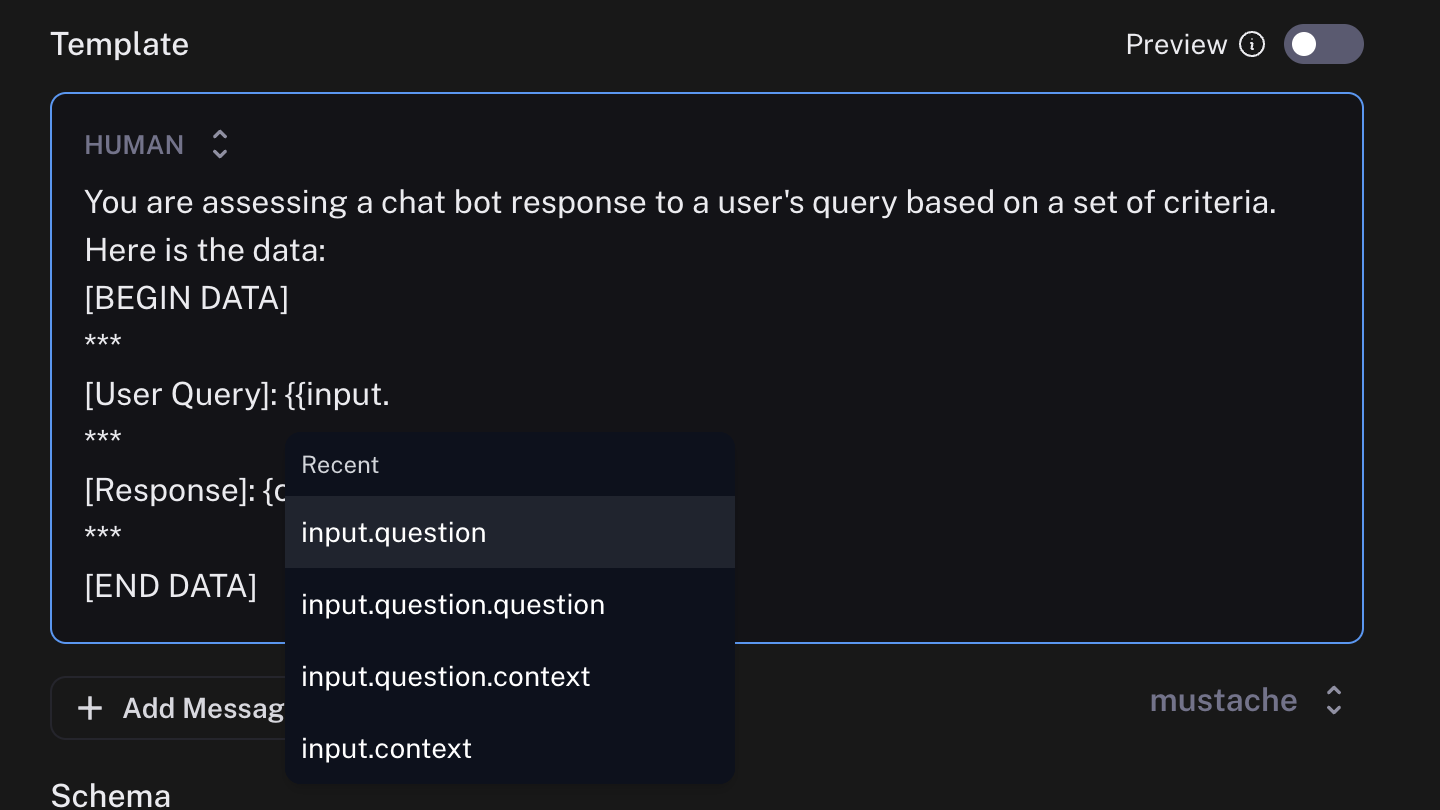 Template
Preview
HUMAN
You are assessing a chat bot response to a user's query based on a set of criteria.
Here is the data:
[BEGIN DATA]
***
[User Query]: {{input.
***
[Response]: {
***
[END DATA]
Recent
input.question
input.question.question
input.question.context
input.context
+ Add Messag
mustache
Schema